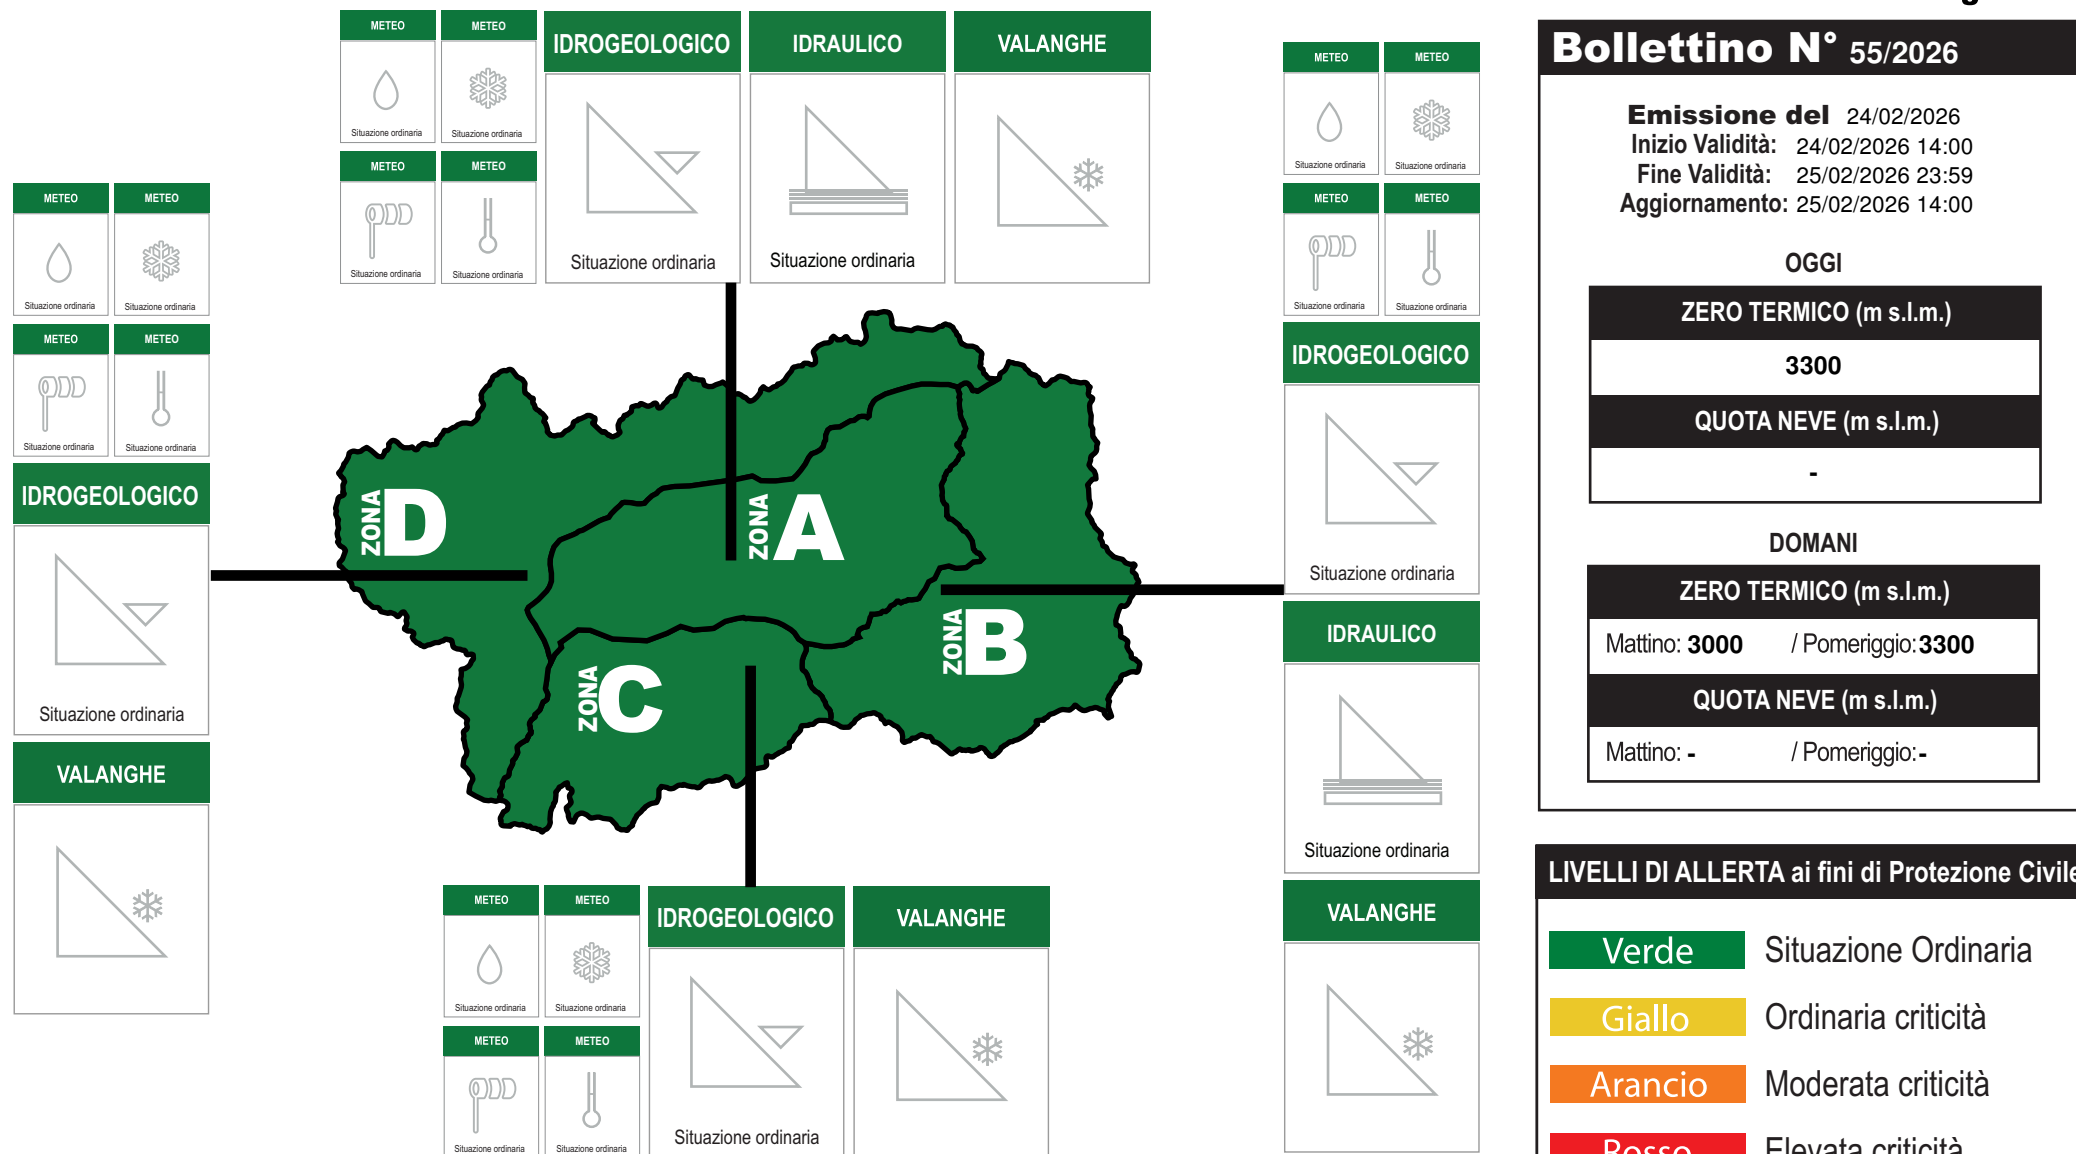 METEO
METEO
Situazione ordinaria
Situazione ordinaria
METEO
METEO
Situazione ordinaria
Situazione ordinaria
IDROGEOLOGICO
Situazione ordinaria
IDRAULICO
Situazione ordinaria
VALANGHE
METEO
METEO
Situazione ordinaria
Situazione ordinaria
METEO
METEO
Situazione ordinaria
Situazione ordinaria
IDROGEOLOGICO
Situazione ordinaria
VALANGHE
ZONA D
ZONA A
ZONA B
ZONA C
METEO
METEO
Situazione ordinaria
Situazione ordinaria
METEO
METEO
Situazione ordinaria
Situazione ordinaria
IDROGEOLOGICO
Situazione ordinaria
VALANGHE
METEO
METEO
Situazione ordinaria
Situazione ordinaria
METEO
METEO
Situazione ordinaria
Situazione ordinaria
IDROGEOLOGICO
Situazione ordinaria
IDRAULICO
Situazione ordinaria
VALANGHE
Bollettino N° 55/2026
Emissione del 24/02/2026
Inizio Validità: 24/02/2026 14:00
Fine Validità: 25/02/2026 23:59
Aggiornamento: 25/02/2026 14:00
OGGI
ZERO TERMICO (m s.l.m.)
3300
QUOTA NEVE (m s.l.m.)
-
DOMANI
ZERO TERMICO (m s.l.m.)
Mattino: 3000 / Pomeriggio: 3300
QUOTA NEVE (m s.l.m.)
Mattino: - / Pomeriggio: -
LIVELLI DI ALLERTA ai fini di Protezione Civile
Verde Situazione Ordinaria
Giallo Ordinaria criticità
Arancio Moderata criticità
Rosso Elevata criticità